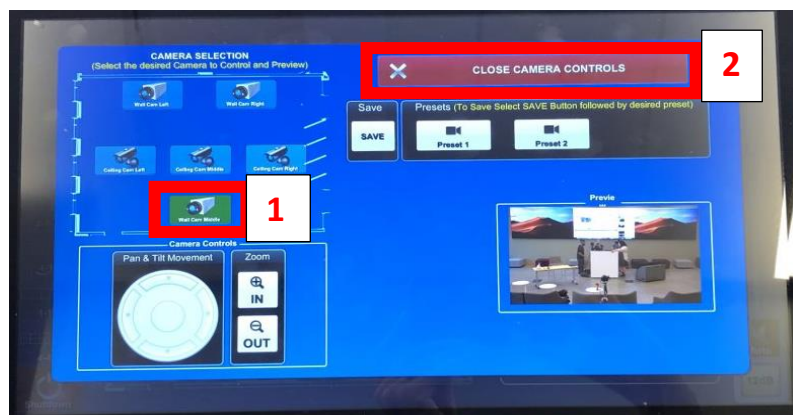 CAMERA SELECTION
(Select the desired Camera to Control and Preview)
CLOSE CAMERA CONTROLS
2
Wall Cam Left
Wall Cam Right
Save
Presets (To Save Select SAVE Button followed by desired preset)
SAVE
Preset 1
Preset 2
Ceiling Cam Left
Ceiling Cam Middle
Ceiling Cam Right
1
Wall Cam Middle
Previe
Camera Controls
Pan & Tilt Movement
Zoom
IN
OUT